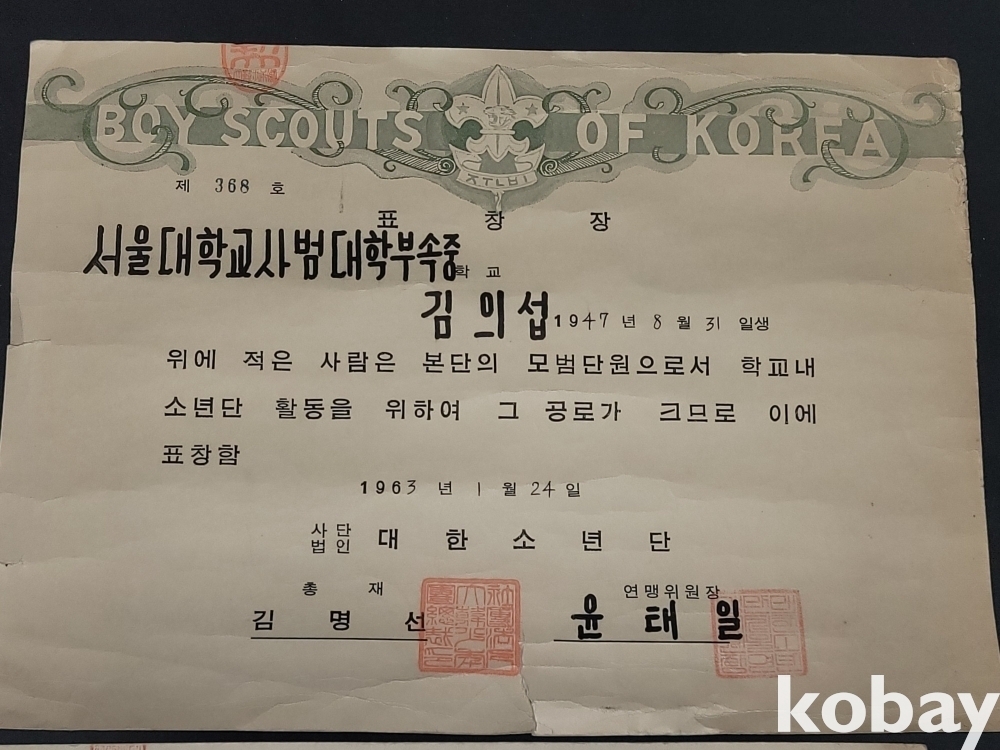 BOY SCOUTS OF KOREA
준비
제 368 호
표 창 장
서울대학교사범대학부속중학교
김의섭 1947 년 8 월 31 일생
위에 적은 사람은 본단의 모범단원으로서 학교내
소년단 활동을 위하여 그 공로가 크므로 이에
표창함
1963 년 1 월 24 일
사단법인 대 한 소 년 단
총 재 연맹위원장
김 명 선 윤 태 일
kobay